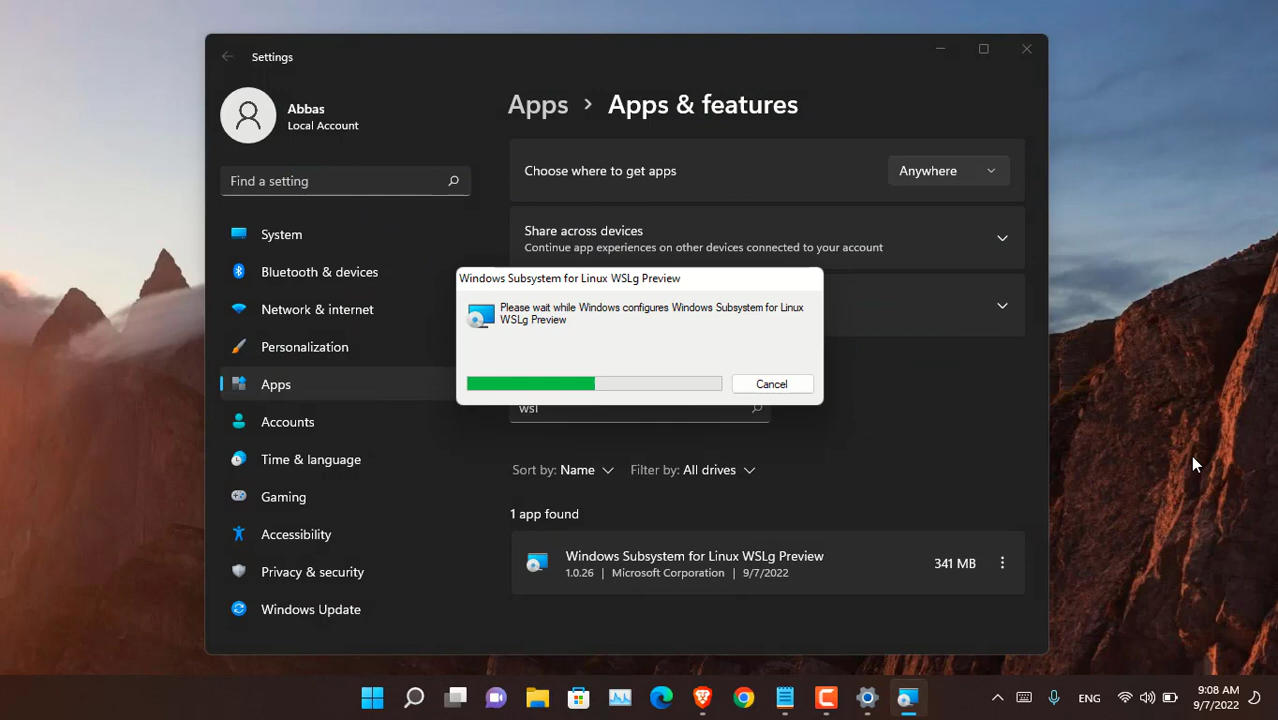 Settings
Abbas
Local Account
Find a setting
System
Bluetooth & devices
Network & internet
Personalization
Apps
Accounts
Time & language
Gaming
Accessibility
Privacy & security
Windows Update
Apps > Apps & features
Choose where to get apps
Anywhere
Share across devices
Continue app experiences on other devices connected to your account
Windows Subsystem for Linux WSLg Preview
Please wait while Windows configures Windows Subsystem for Linux
WSLg Preview
Cancel
wsl
Sort by: Name Filter by: All drives
1 app found
Windows Subsystem for Linux WSLg Preview
1.0.26 | Microsoft Corporation | 9/7/2022
341 MB
ENG
9:08 AM
9/7/2022